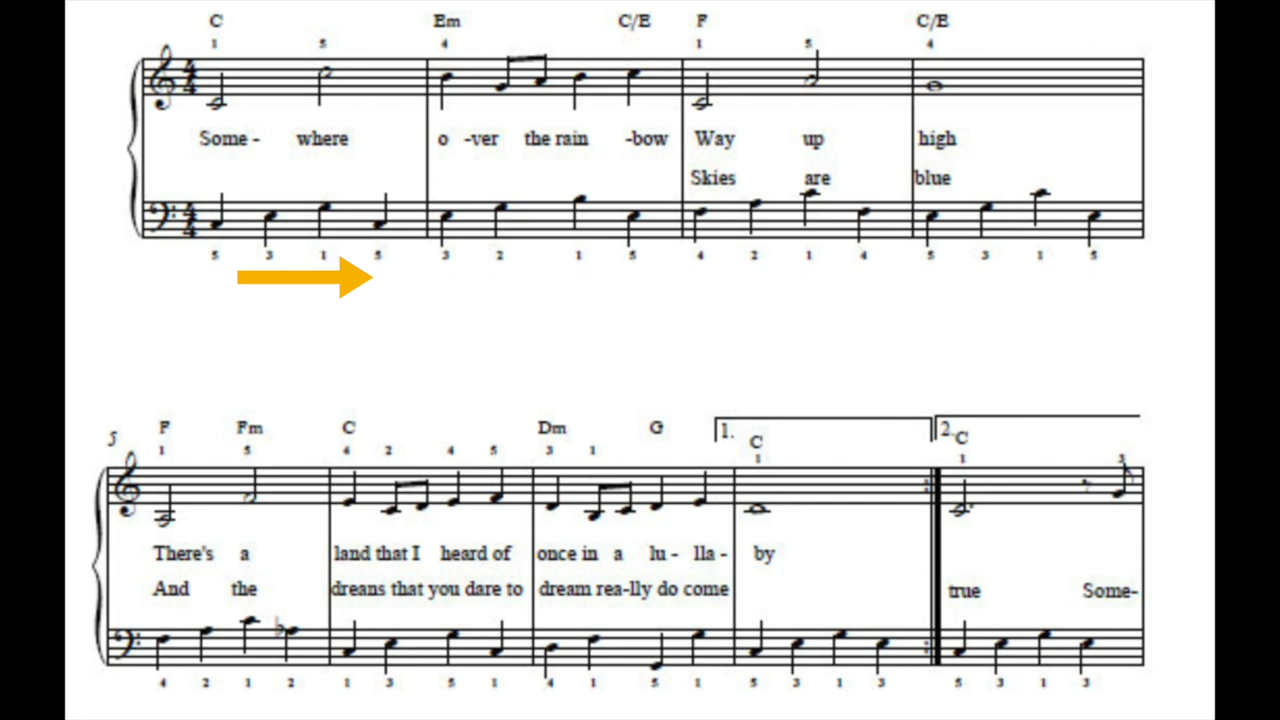 C Em C/E F C/E
1 5 4 1 5 4
4 4
Some - where o -ver the rain -bow Way up high
Skies are blue
4 4
5 3 1 5 3 2 1 5 4 2 1 4 5 3 1 5
F Fm C Dm G 1. C 2. C
5 1 5 4 2 4 5 3 1 1 1 3
There's a land that I heard of once in a lu - lla - by
And the dreans that you dare to dream rea-lly do come true Some-
4 2 1 2 1 3 5 1 4 1 5 1 5 3 1 3 5 3 1 3